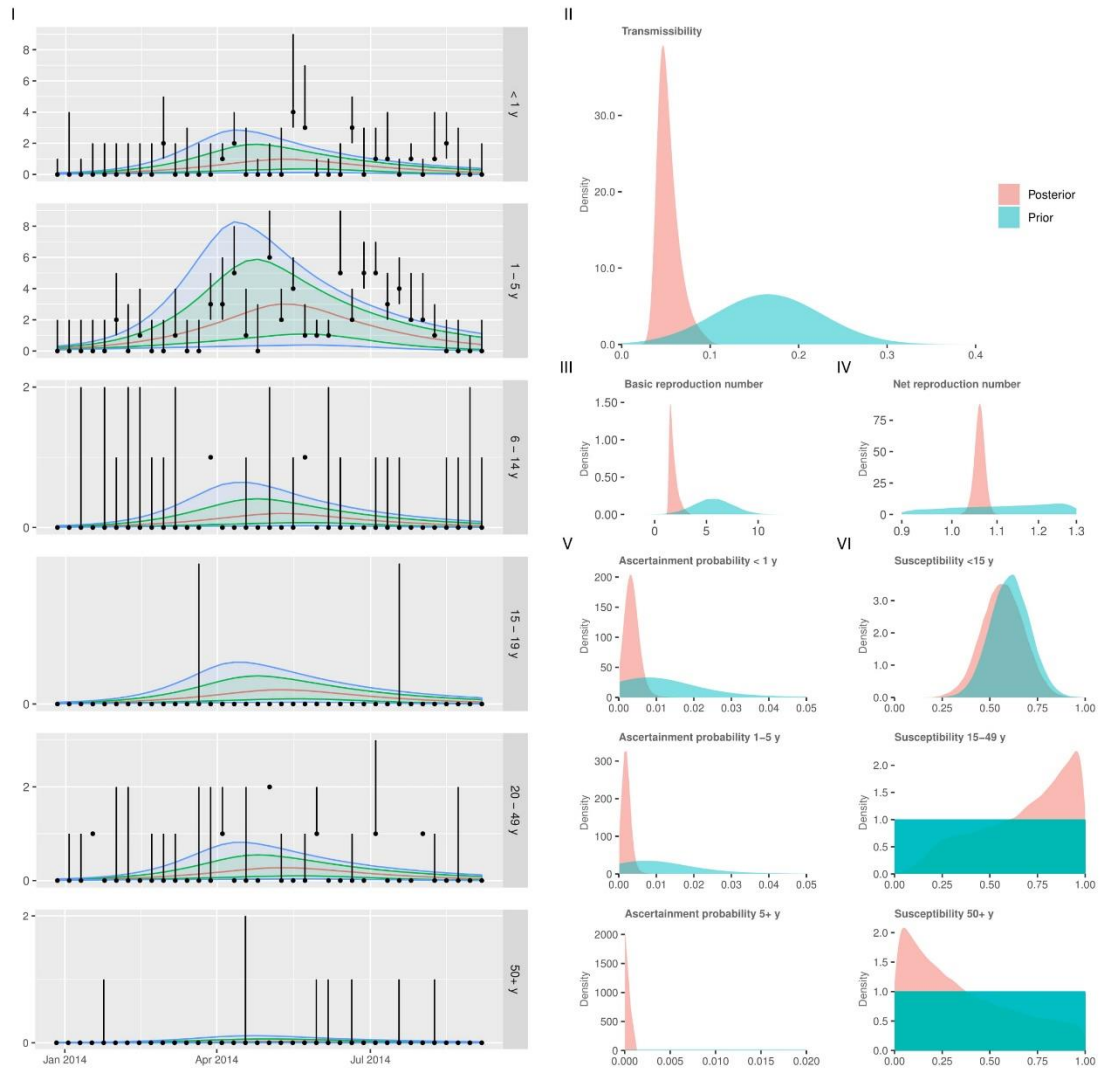 I
8
6
4
2
0
< 1 y
8
6
4
2
0
1 – 5 y
2
0
6 – 14 y
0
15 – 19 y
2
0
20 – 49 y
2
0
50+ y
Jan 2014
Apr 2014
Jul 2014
II
Transmissibility
Density
30.0
20.0
10.0
0.0
0.0
0.1
0.2
0.3
0.4
Posterior
Prior
III
Basic reproduction number
Density
1.50
1.00
0.50
0.00
0
5
10
IV
Net reproduction number
Density
75
50
25
0
0.9
1.0
1.1
1.2
1.3
V
Ascertainment probability < 1 y
Density
200
150
100
50
0
0.00
0.01
0.02
0.03
0.04
0.05
VI
Susceptibility <15 y
Density
3.0
2.0
1.0
0.0
0.00
0.25
0.50
0.75
1.00
Ascertainment probability 1–5 y
Density
300
200
100
0
0.00
0.01
0.02
0.03
0.04
0.05
Susceptibility 15–49 y
Density
2.0
1.5
1.0
0.5
0.0
0.00
0.25
0.50
0.75
1.00
Ascertainment probability 5+ y
Density
2000
1500
1000
500
0
0.000
0.005
0.010
0.015
0.020
Susceptibility 50+ y
Density
2.0
1.5
1.0
0.5
0.0
0.00
0.25
0.50
0.75
1.00